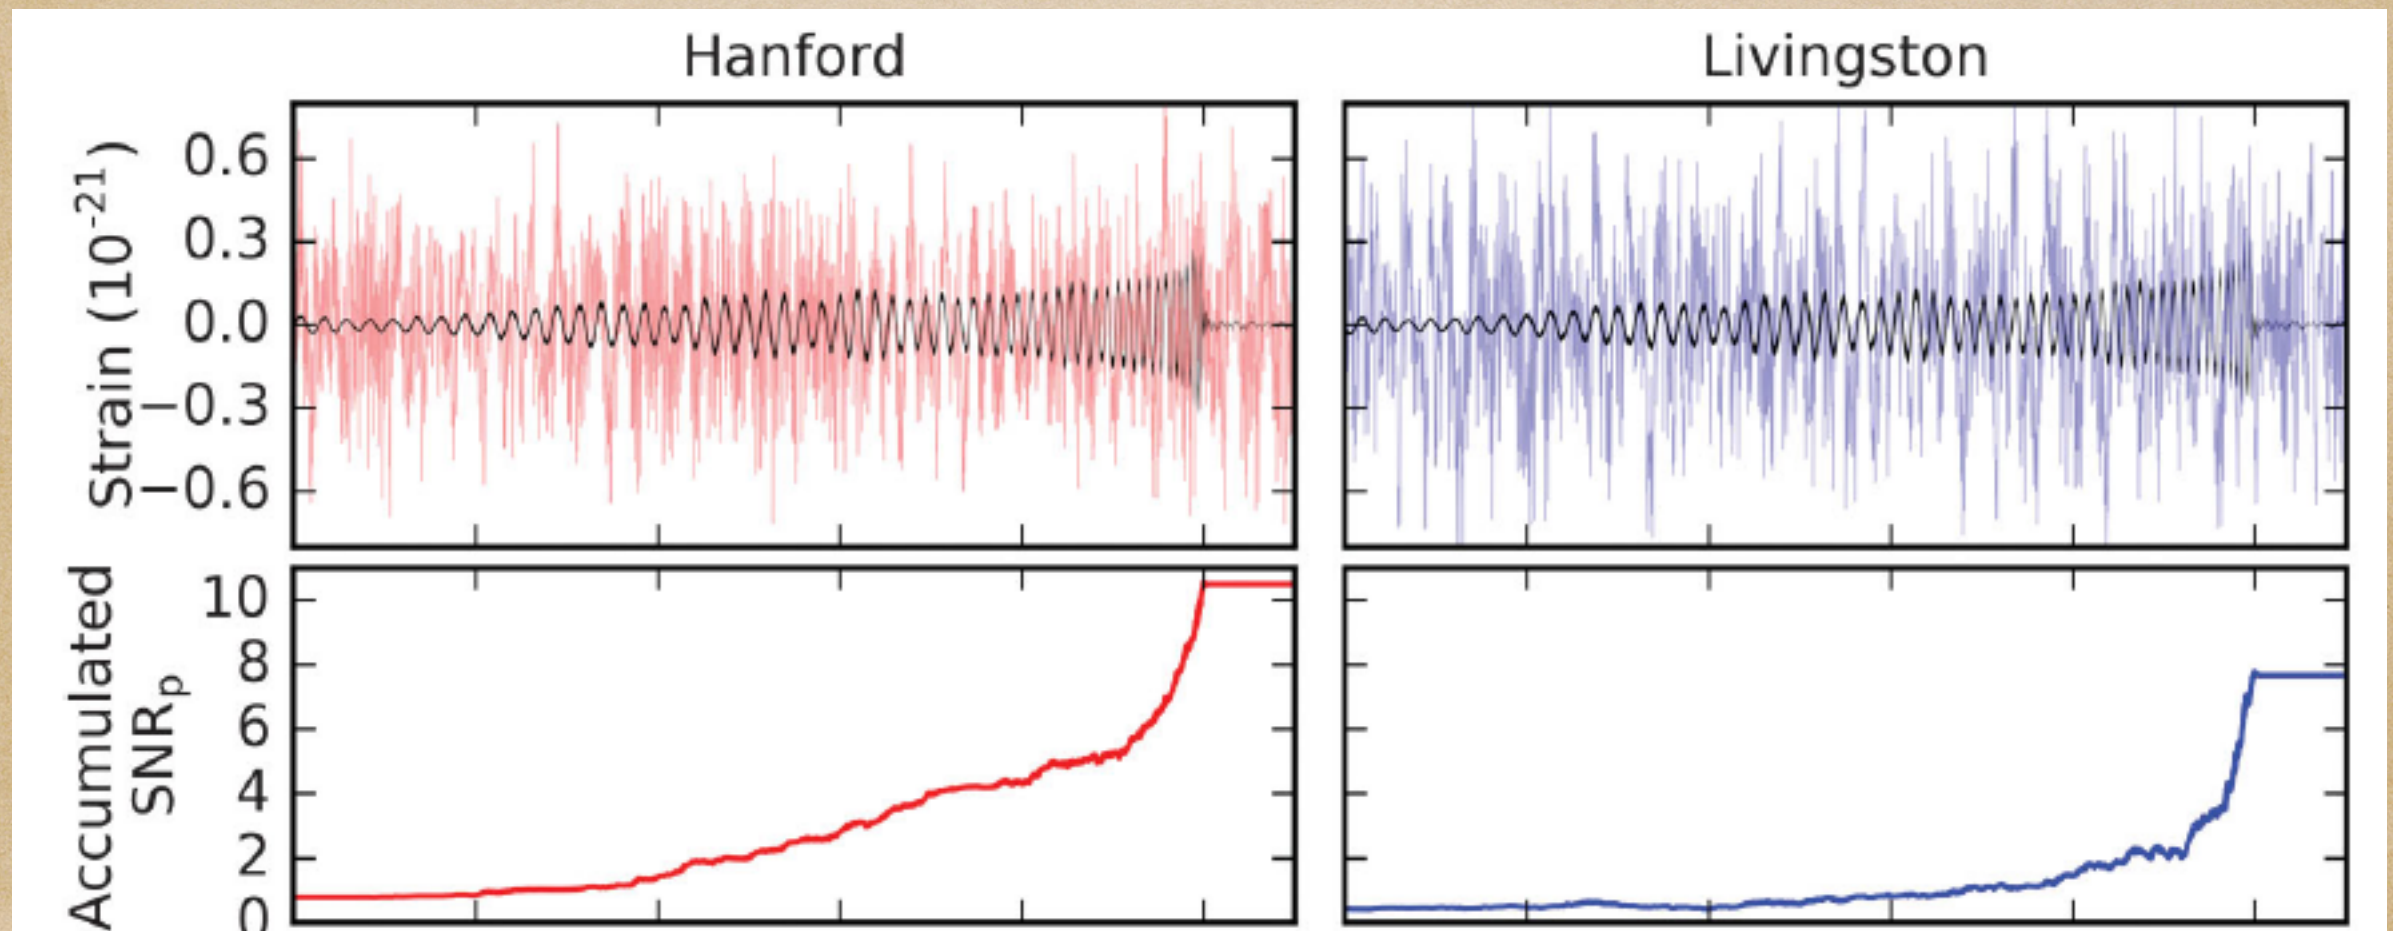 Hanford
Livingston
Strain (10⁻²¹)
0.6
0.3
0.0
−0.3
−0.6
Accumulated
SNRₚ
10
8
6
4
2
0